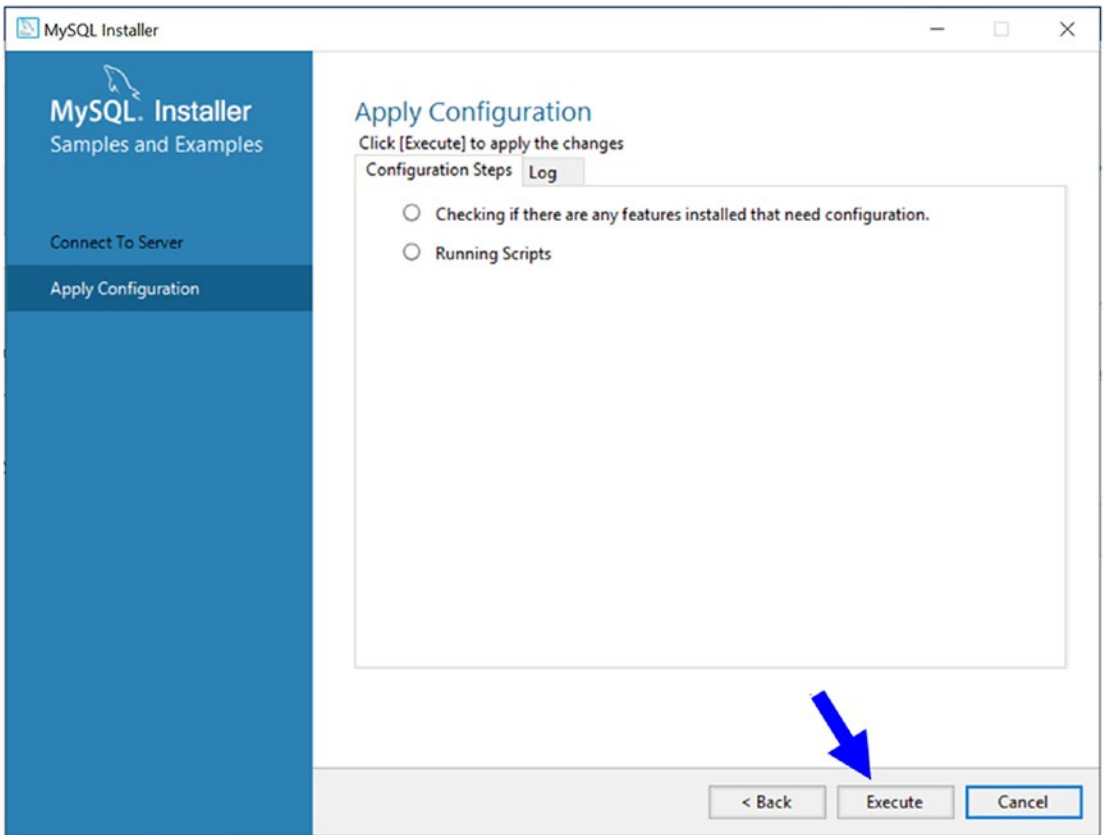 MySQL Installer
MySQL. Installer
Samples and Examples
Connect To Server
Apply Configuration
Apply Configuration
Click [Execute] to apply the changes
Configuration Steps Log
Checking if there are any features installed that need configuration.
Running Scripts
< Back Execute Cancel